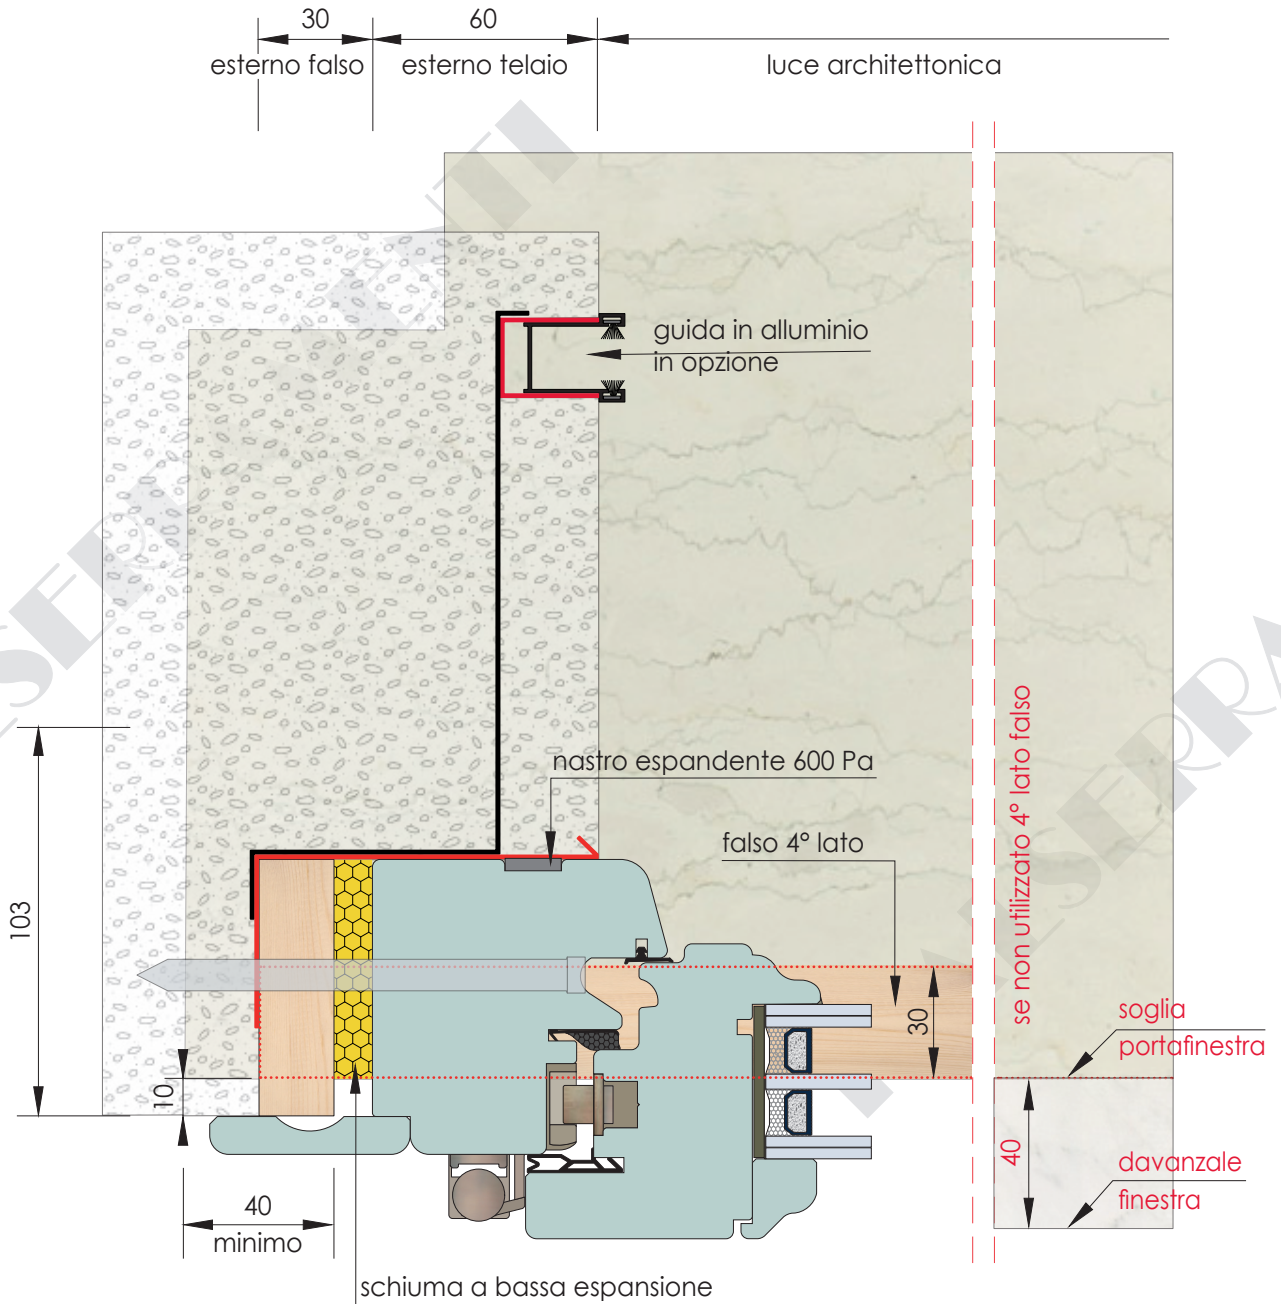 30
60
esterno falso
esterno telaio
luce architettonica
guida in alluminio
in opzione
nastro espandente 600 Pa
falso 4° lato
se non utilizzato 4° lato falso
103
10
30
soglia
portafinestra
40
davanzale
finestra
40
minimo
schiuma a bassa espansione